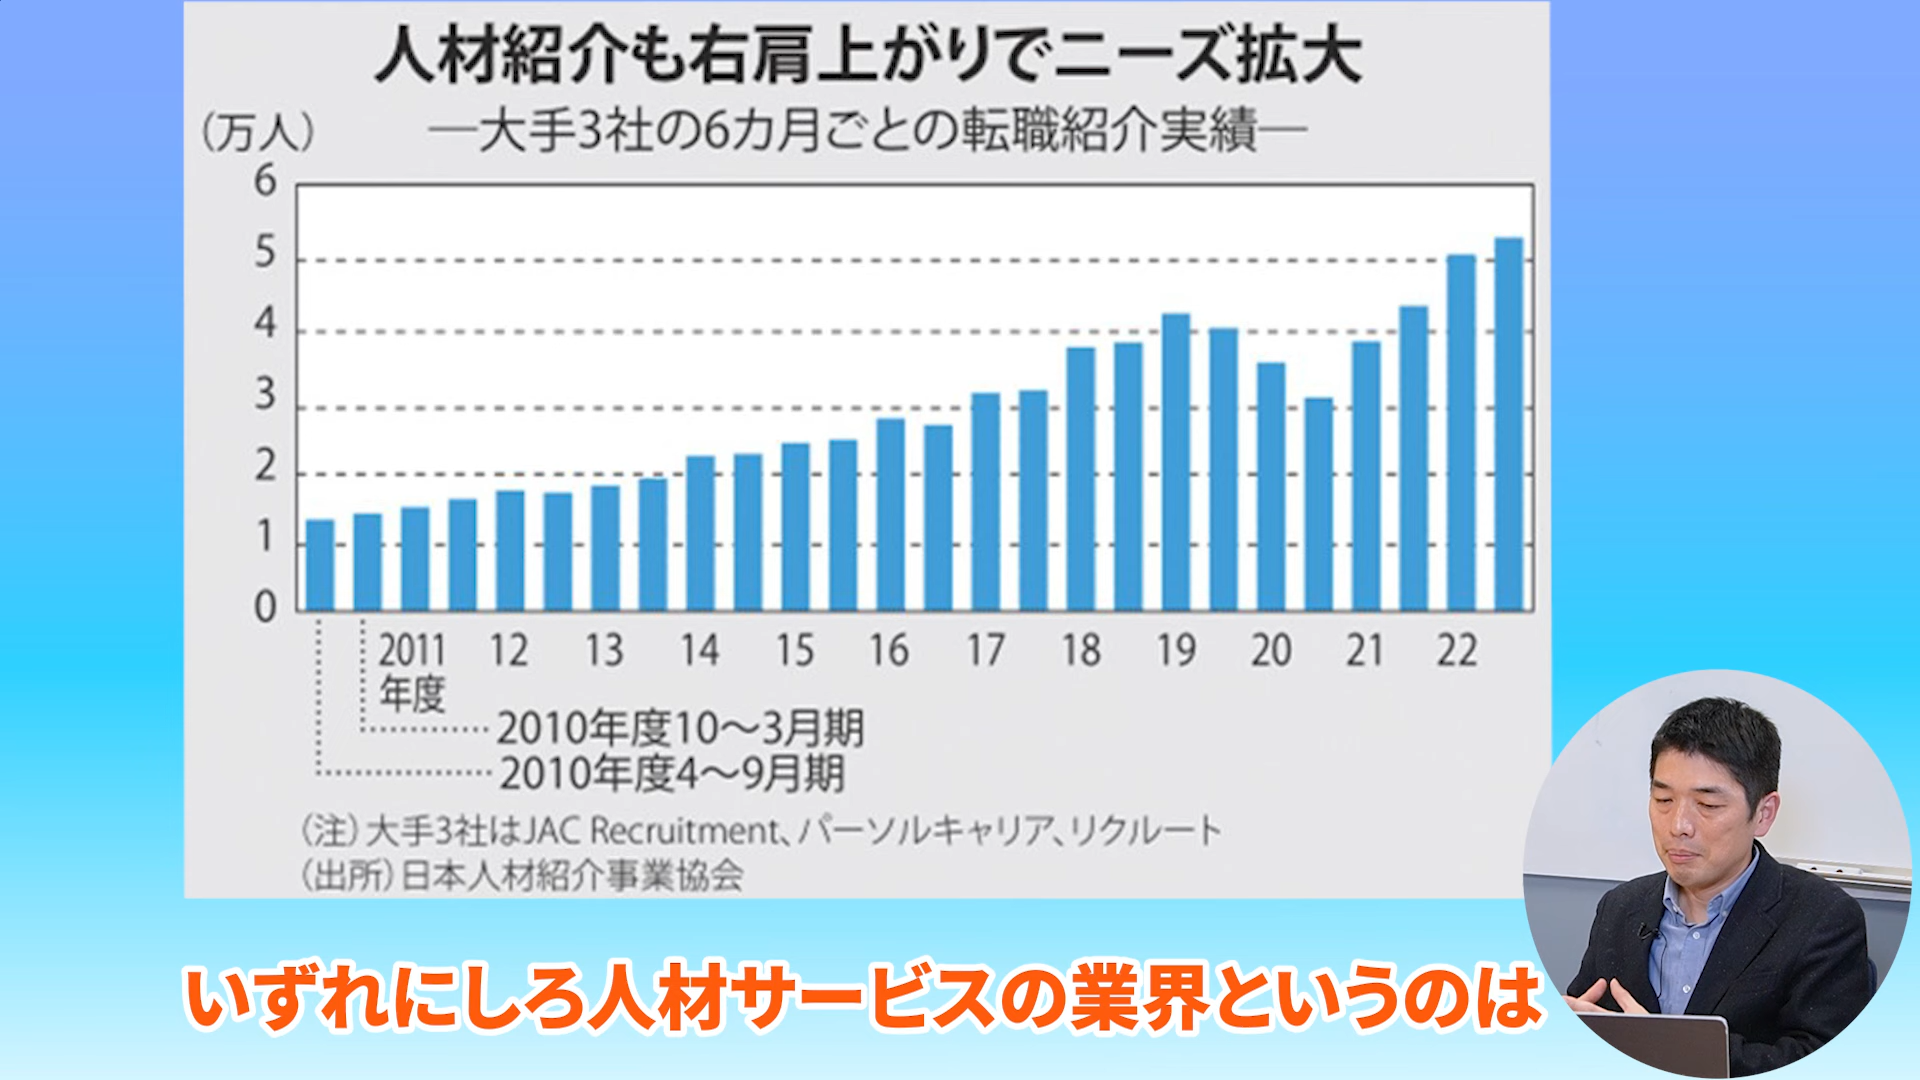 人材紹介も右肩上がりでニーズ拡大
(万人)
―大手3社の6カ月ごとの転職紹介実績―
6
5
4
3
2
1
0
2011 12 13 14 15 16 17 18 19 20 21 22
年度
2010年度10〜3月期
2010年度4〜9月期
(注)大手3社はJAC Recruitment、パーソルキャリア、リクルート
(出所)日本人材紹介事業協会
いずれにしろ人材サービスの業界というのは